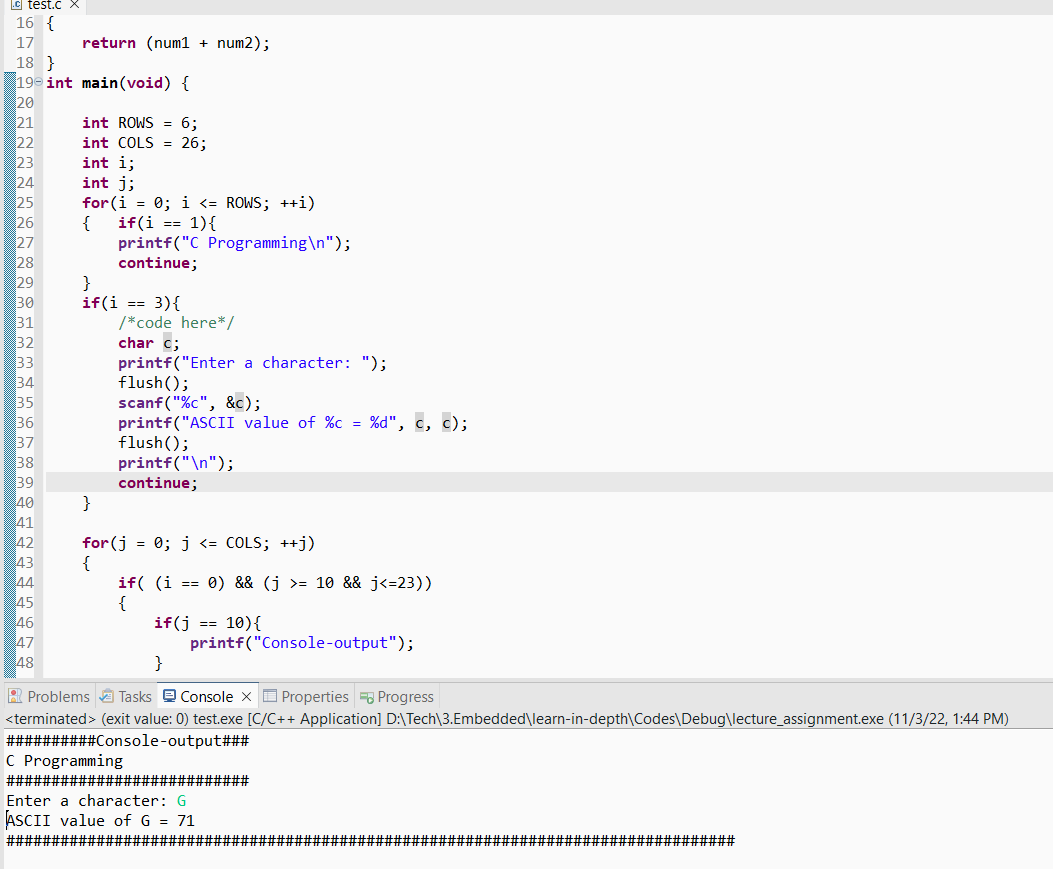 test.c
16 {
17     return (num1 + num2);
18 }
19 int main(void) {
20
21     int ROWS = 6;
22     int COLS = 26;
23     int i;
24     int j;
25     for(i = 0; i <= ROWS; ++i)
26     {   if(i == 1){
27         printf("C Programming\n");
28         continue;
29     }
30     if(i == 3){
31         /*code here*/
32         char c;
33         printf("Enter a character: ");
34         flush();
35         scanf("%c", &c);
36         printf("ASCII value of %c = %d", c, c);
37         flush();
38         printf("\n");
39         continue;
40     }
41
42     for(j = 0; j <= COLS; ++j)
43     {
44         if( (i == 0) && (j >= 10 && j<=23))
45         {
46             if(j == 10){
47                 printf("Console-output");
48             }
Problems Tasks Console Properties Progress
<terminated> (exit value: 0) test.exe [C/C++ Application] D:\Tech\3.Embedded\learn-in-depth\Codes\Debug\lecture_assignment.exe (11/3/22, 1:44 PM)
##########Console-output###
C Programming
###########################
Enter a character: G
ASCII value of G = 71
#################################################################################